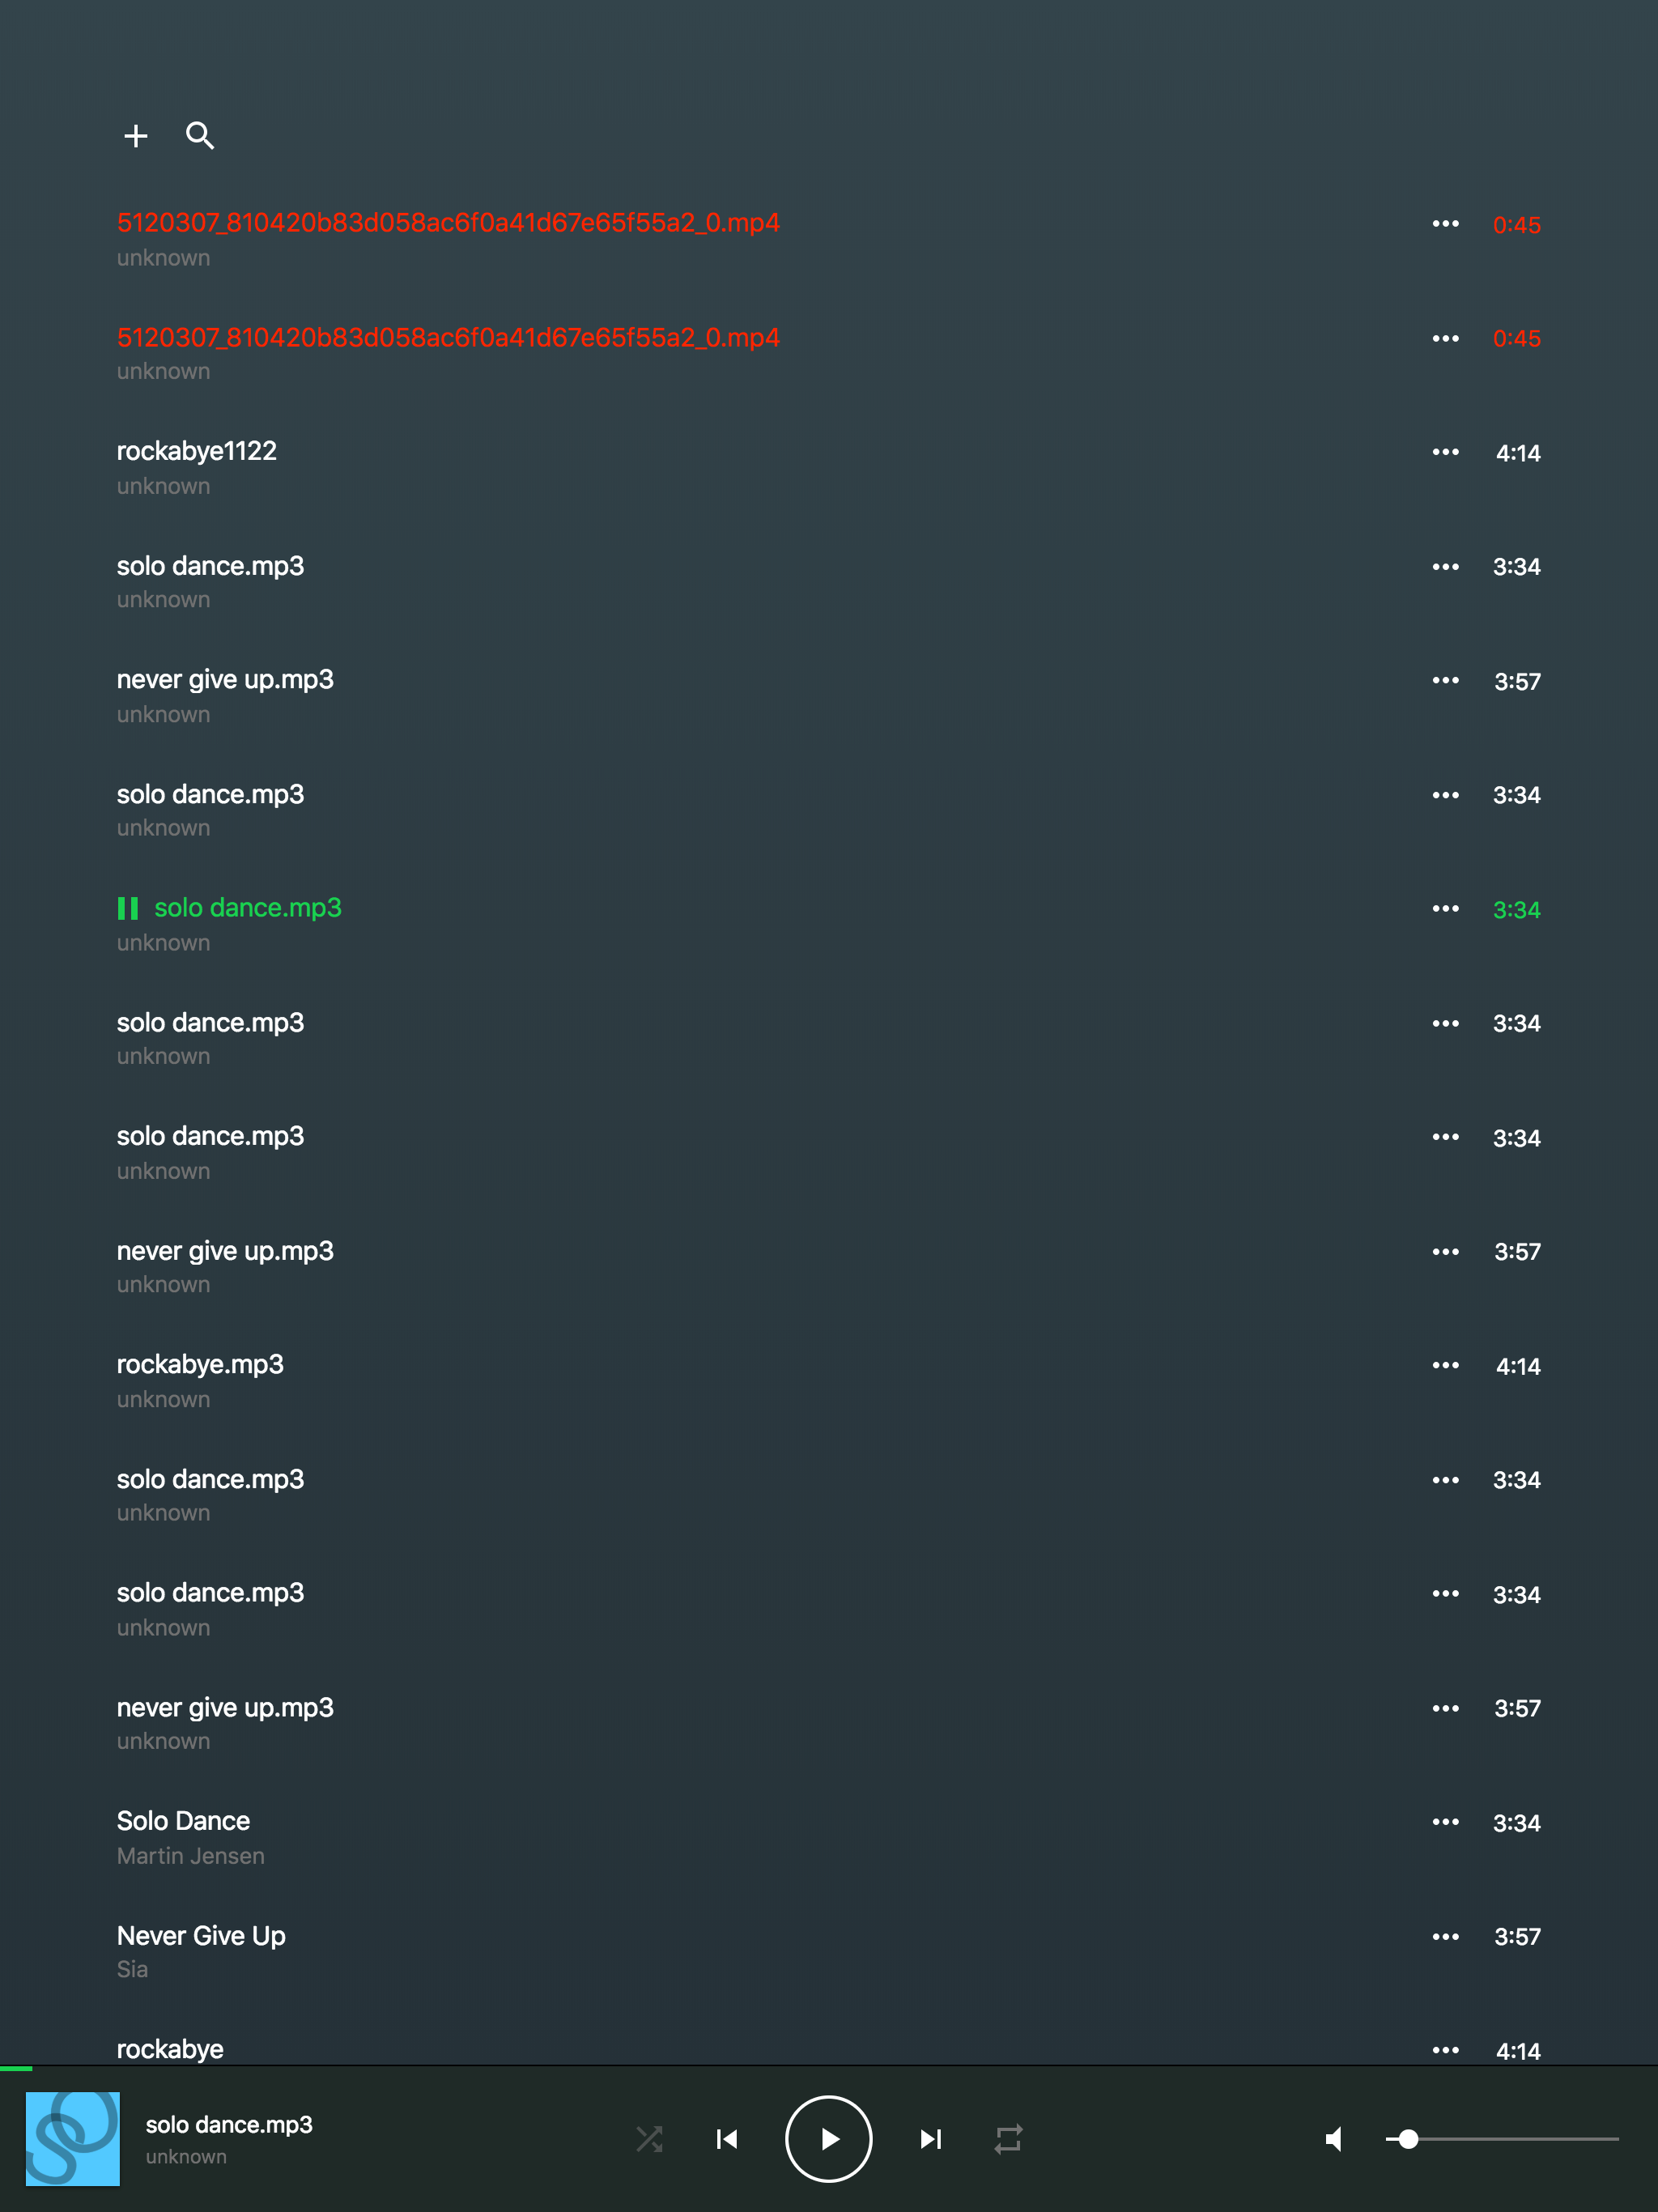 5120307_810420b83d058ac6f0a41d67e65f55a2_0.mp4 0:45
unknown
5120307_810420b83d058ac6f0a41d67e65f55a2_0.mp4 0:45
unknown
rockabye1122 4:14
unknown
solo dance.mp3 3:34
unknown
never give up.mp3 3:57
unknown
solo dance.mp3 3:34
unknown
solo dance.mp3 3:34
unknown
solo dance.mp3 3:34
unknown
solo dance.mp3 3:34
unknown
never give up.mp3 3:57
unknown
rockabye.mp3 4:14
unknown
solo dance.mp3 3:34
unknown
solo dance.mp3 3:34
unknown
never give up.mp3 3:57
unknown
Solo Dance 3:34
Martin Jensen
Never Give Up 3:57
Sia
rockabye 4:14
solo dance.mp3
unknown